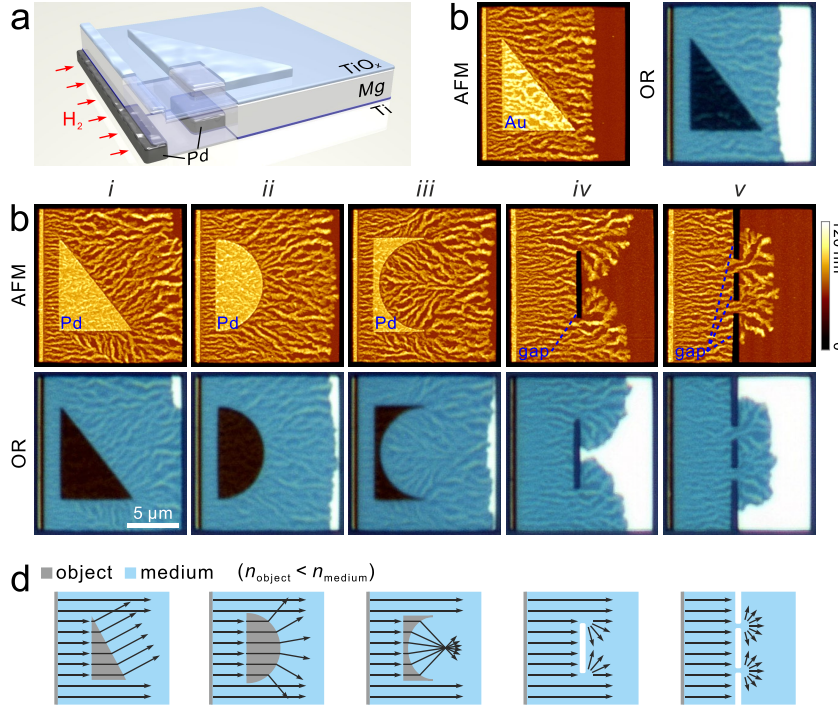 a
TiOx
Mg
Ti
H2
Pd
b
AFM
Au
OR
i
ii
iii
iv
v
b
AFM
Pd
Pd
Pd
gap
gap
OR
5 µm
d
object
medium
(nobject < nmedium)